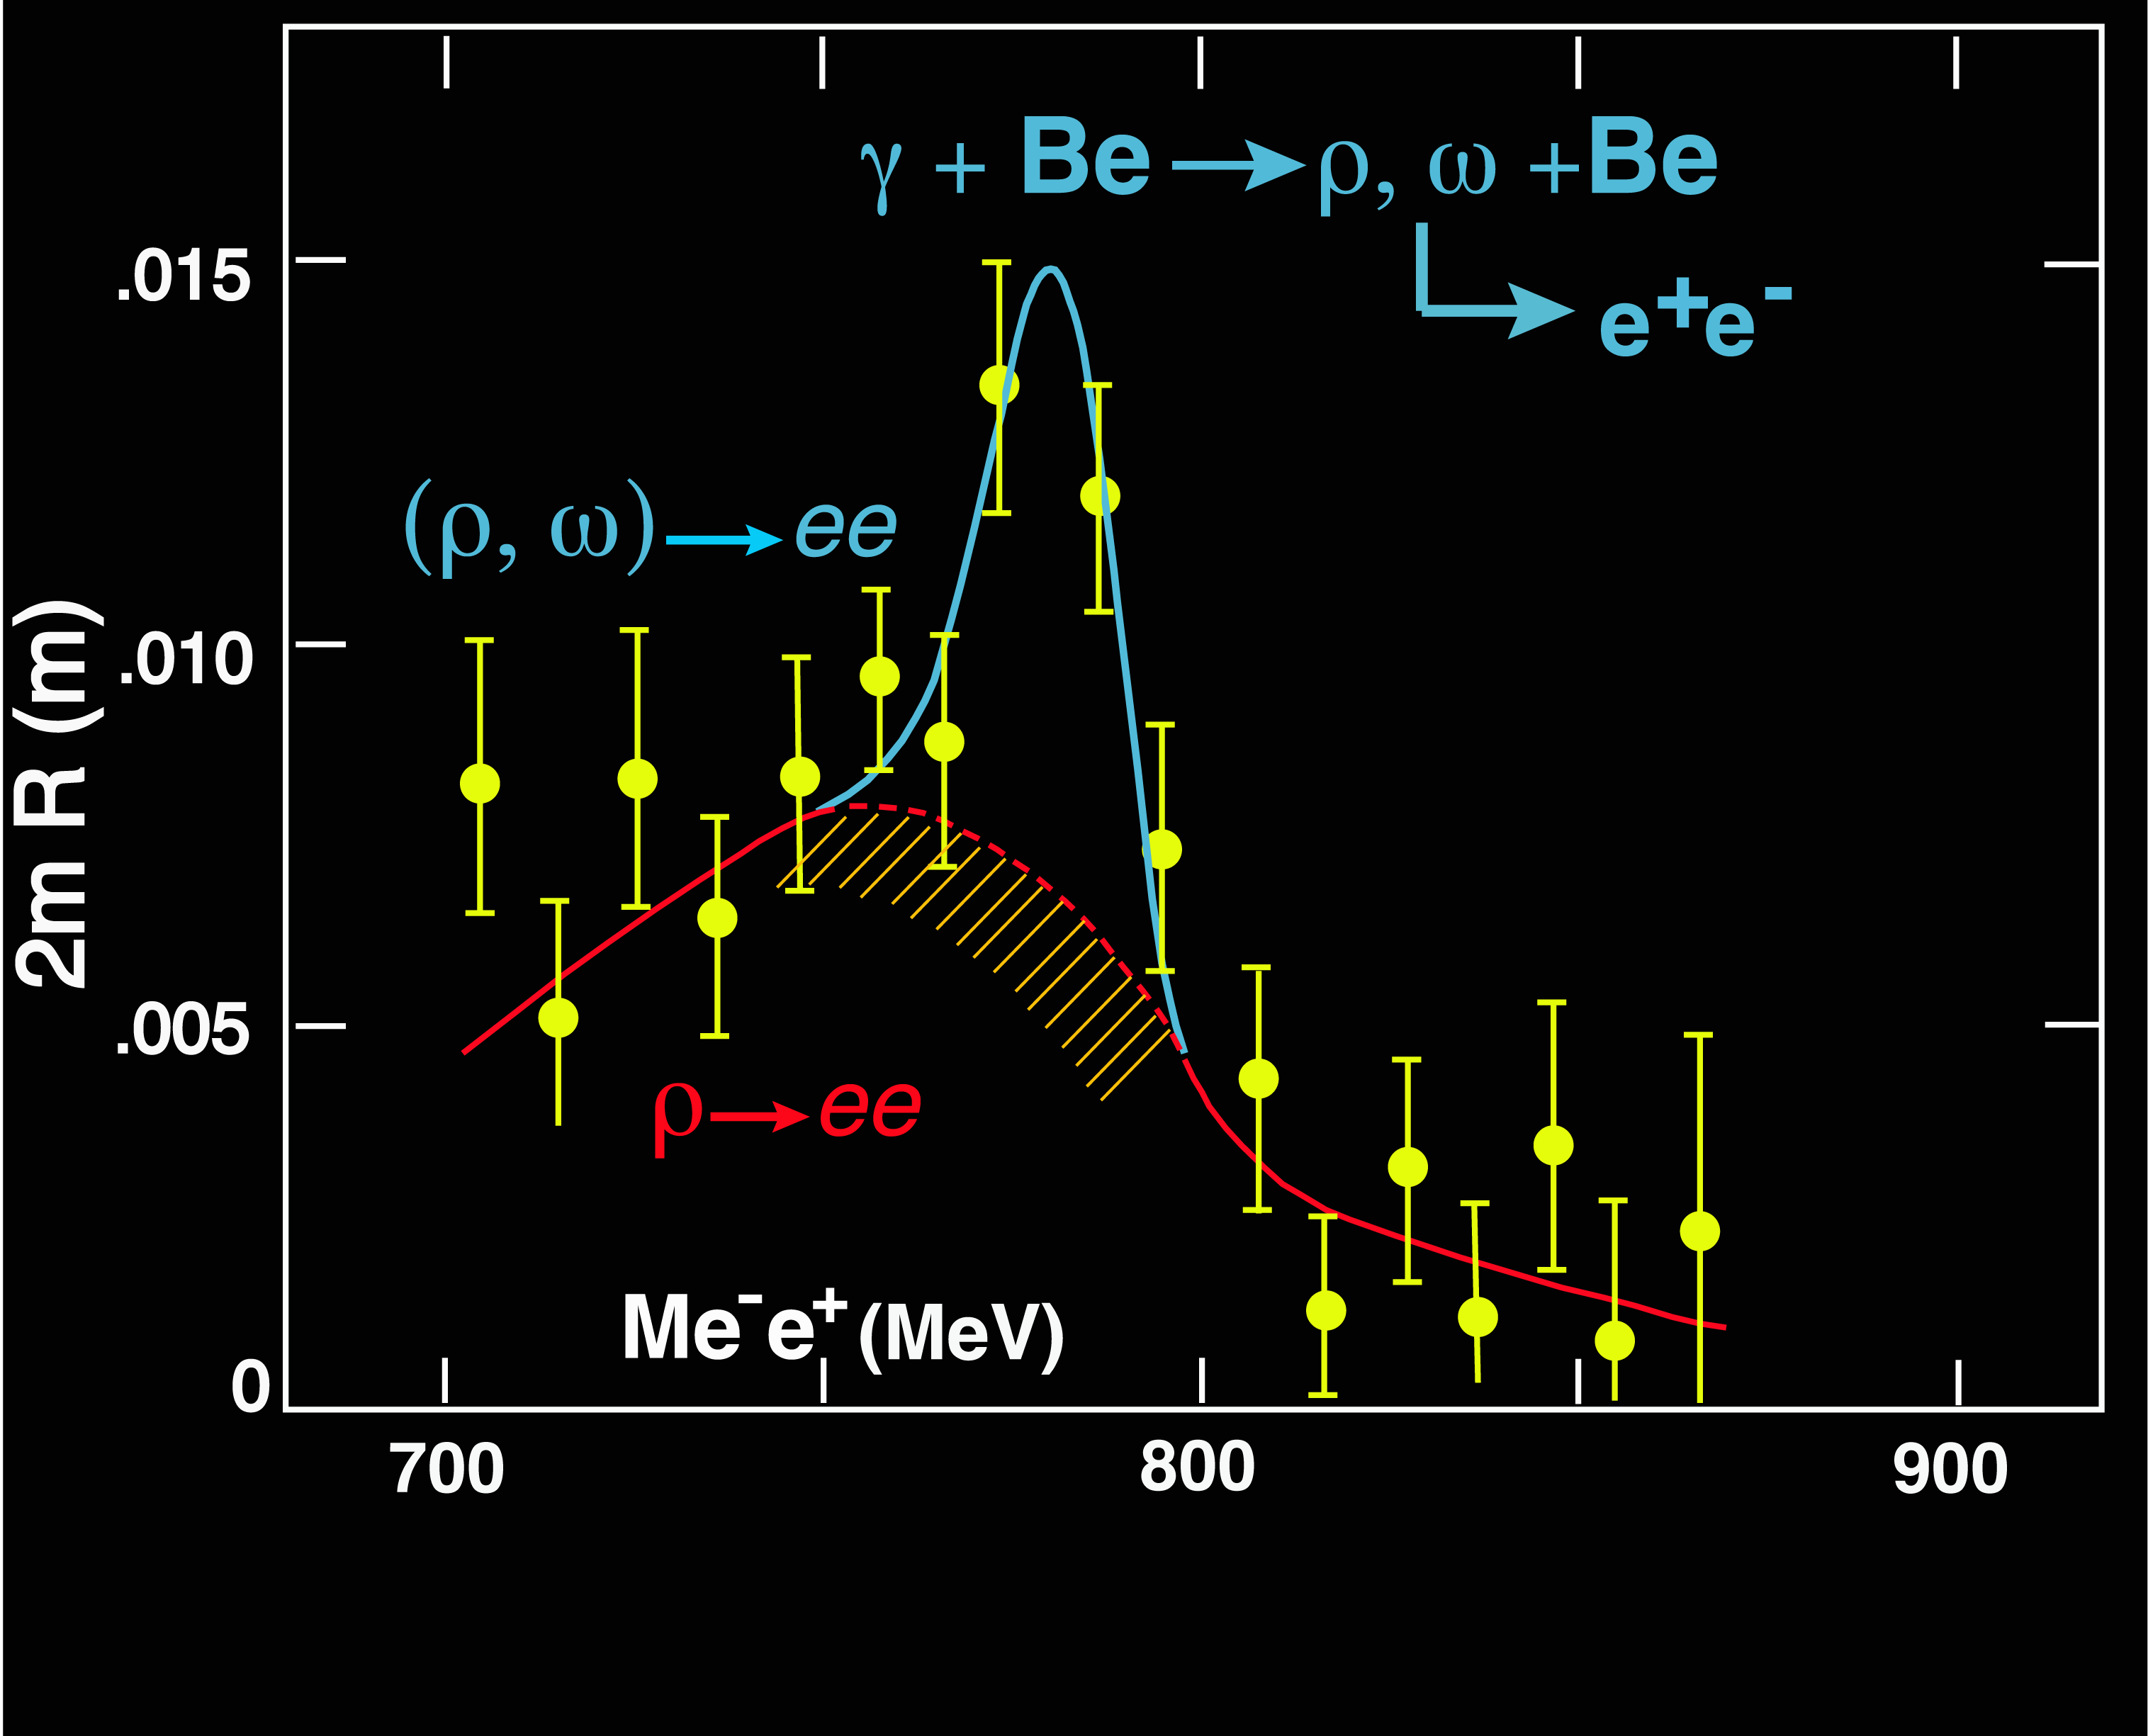 γ + Be → ρ, ω + Be
→ e⁺e⁻
.015
(ρ, ω) → ee
.010
2m R (m)
.005
ρ → ee
Me⁻e⁺ (MeV)
0
700 800 900